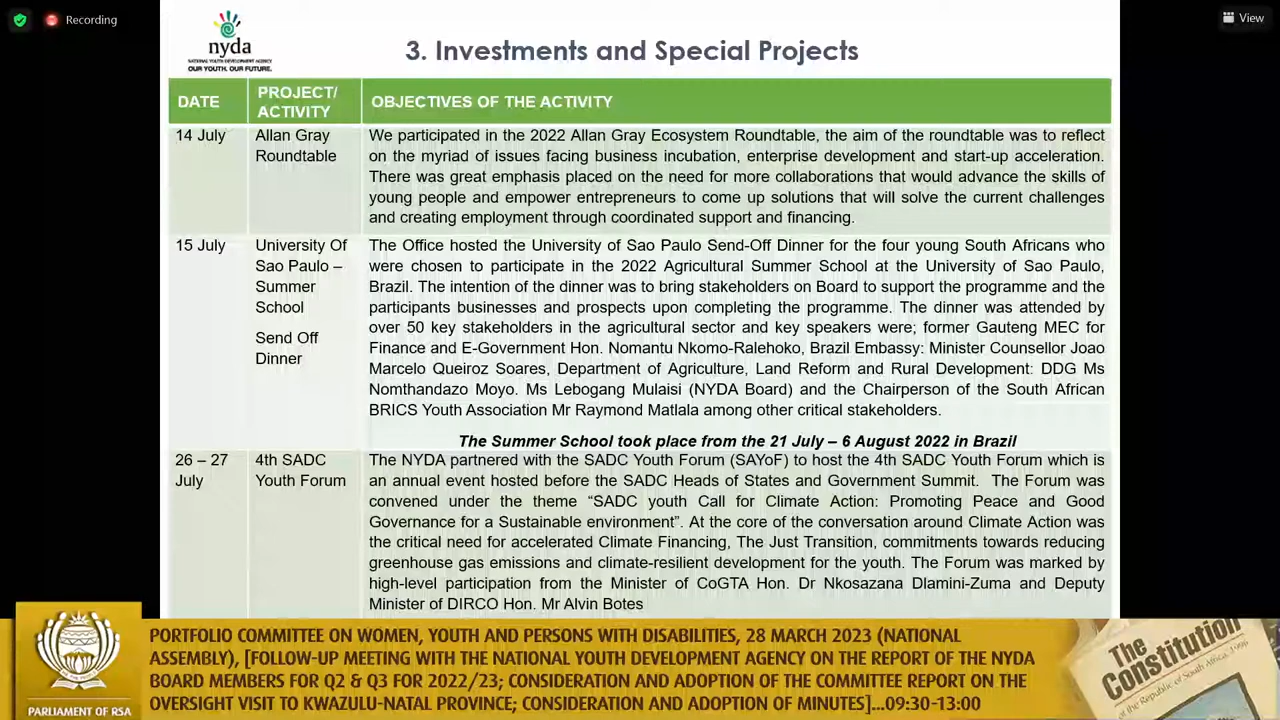 Recording
View
nyda
NATIONAL YOUTH DEVELOPMENT AGENCY
OUR YOUTH. OUR FUTURE.
3. Investments and Special Projects
DATE
PROJECT/
ACTIVITY
OBJECTIVES OF THE ACTIVITY
14 July
Allan Gray
Roundtable
We participated in the 2022 Allan Gray Ecosystem Roundtable, the aim of the roundtable was to reflect
on the myriad of issues facing business incubation, enterprise development and start-up acceleration.
There was great emphasis placed on the need for more collaborations that would advance the skills of
young people and empower entrepreneurs to come up solutions that will solve the current challenges
and creating employment through coordinated support and financing.
15 July
University Of
Sao Paulo –
Summer
School
Send Off
Dinner
The Office hosted the University of Sao Paulo Send-Off Dinner for the four young South Africans who
were chosen to participate in the 2022 Agricultural Summer School at the University of Sao Paulo,
Brazil. The intention of the dinner was to bring stakeholders on Board to support the programme and the
participants businesses and prospects upon completing the programme. The dinner was attended by
over 50 key stakeholders in the agricultural sector and key speakers were; former Gauteng MEC for
Finance and E-Government Hon. Nomantu Nkomo-Ralehoko, Brazil Embassy: Minister Counsellor Joao
Marcelo Queiroz Soares, Department of Agriculture, Land Reform and Rural Development: DDG Ms
Nomthandazo Moyo. Ms Lebogang Mulaisi (NYDA Board) and the Chairperson of the South African
BRICS Youth Association Mr Raymond Matlala among other critical stakeholders.
The Summer School took place from the 21 July – 6 August 2022 in Brazil
26 – 27
July
4th SADC
Youth Forum
The NYDA partnered with the SADC Youth Forum (SAYoF) to host the 4th SADC Youth Forum which is
an annual event hosted before the SADC Heads of States and Government Summit. The Forum was
convened under the theme “SADC youth Call for Climate Action: Promoting Peace and Good
Governance for a Sustainable environment”. At the core of the conversation around Climate Action was
the critical need for accelerated Climate Financing, The Just Transition, commitments towards reducing
greenhouse gas emissions and climate-resilient development for the youth. The Forum was marked by
high-level participation from the Minister of CoGTA Hon. Dr Nkosazana Dlamini-Zuma and Deputy
Minister of DIRCO Hon. Mr Alvin Botes
PARLIAMENT OF RSA
PORTFOLIO COMMITTEE ON WOMEN, YOUTH AND PERSONS WITH DISABILITIES, 28 MARCH 2023 (NATIONAL
ASSEMBLY), [FOLLOW-UP MEETING WITH THE NATIONAL YOUTH DEVELOPMENT AGENCY ON THE REPORT OF THE NYDA
BOARD MEMBERS FOR Q2 & Q3 FOR 2022/23; CONSIDERATION AND ADOPTION OF THE COMMITTEE REPORT ON THE
OVERSIGHT VISIT TO KWAZULU-NATAL PROVINCE; CONSIDERATION AND ADOPTION OF MINUTES]...09:30-13:00
The
Constitution
of the Republic of South Africa, 1996